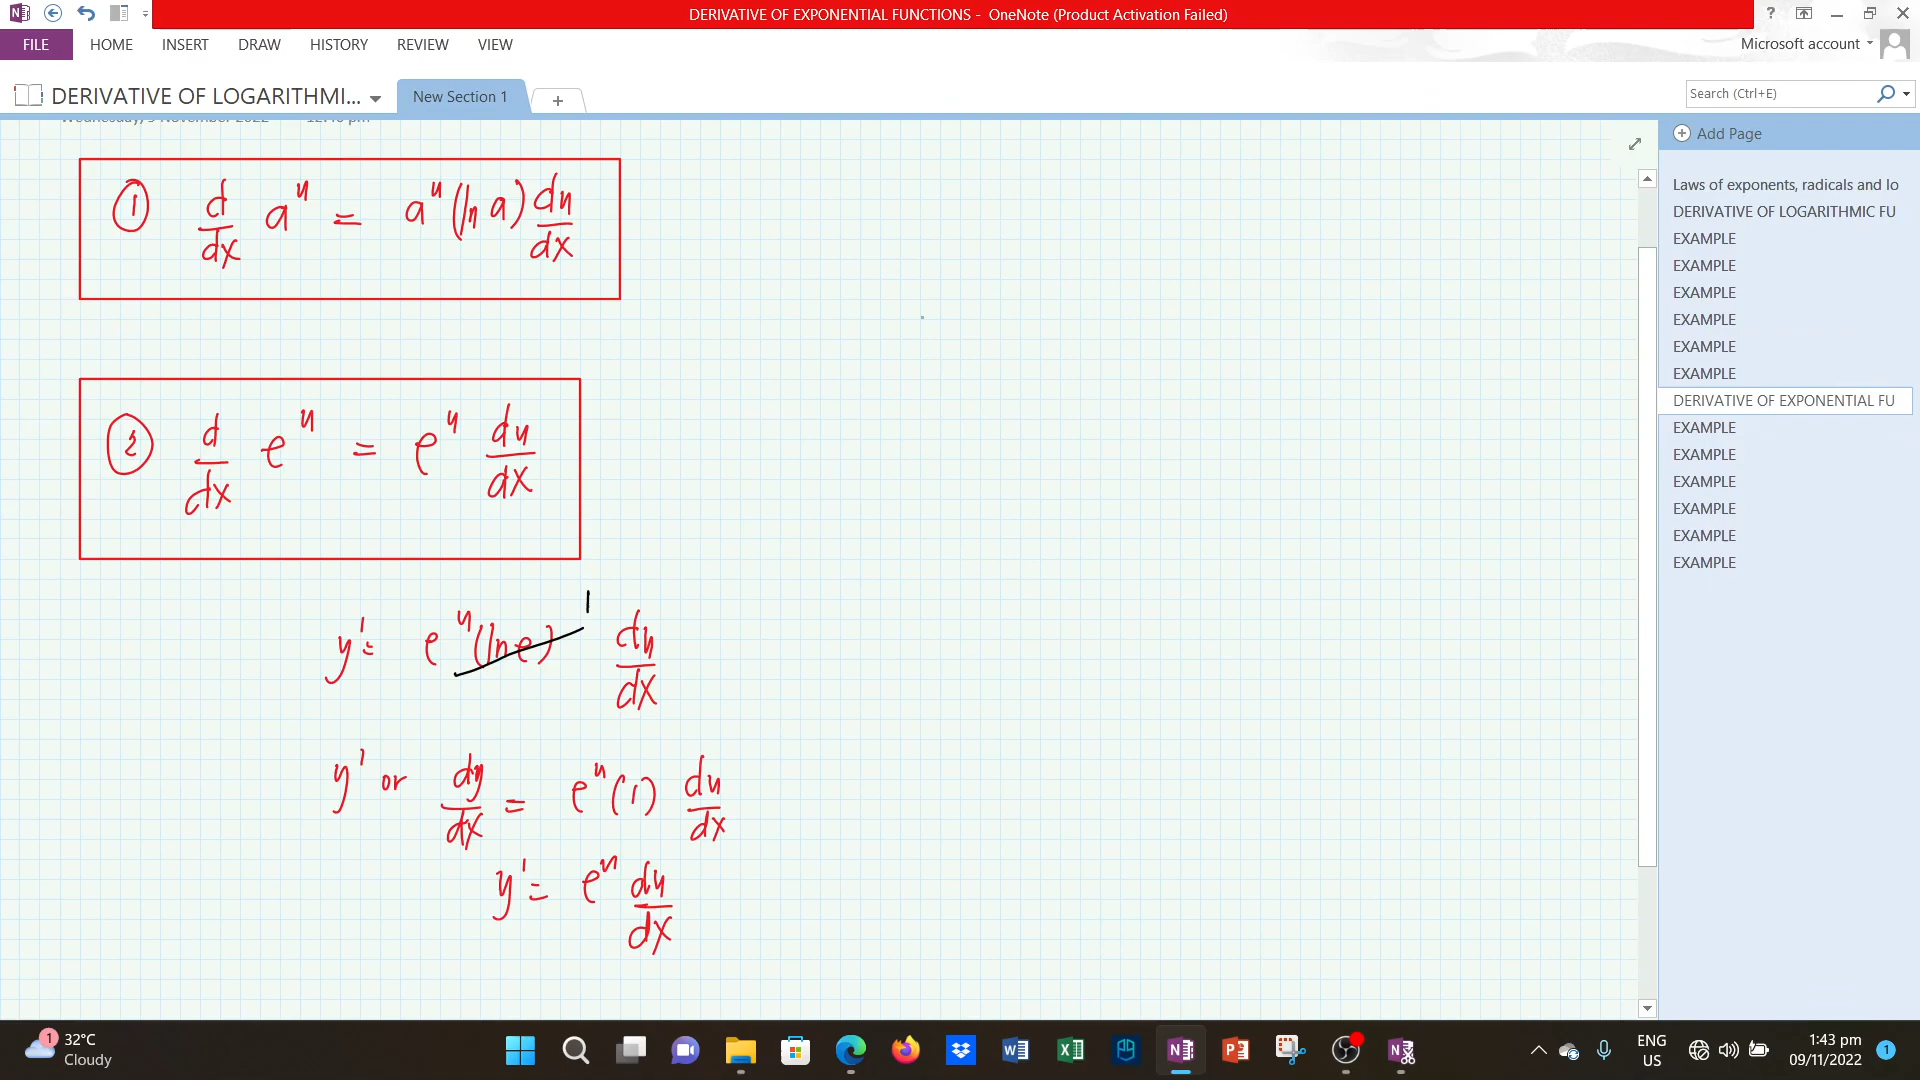 DERIVATIVE OF EXPONENTIAL FUNCTIONS - OneNote (Product Activation Failed)
FILE HOME INSERT DRAW HISTORY REVIEW VIEW
Microsoft account
DERIVATIVE OF LOGARITHMI... New Section 1
Search (Ctrl+E)
Add Page
① d/dx a^u = a^u (ln a) du/dx
② d/dx e^u = e^u du/dx
y' = e^u (ln e) 1 du/dx
y' or dy/dx = e^u (1) du/dx
y' = e^u du/dx
Laws of exponents, radicals and lo
DERIVATIVE OF LOGARITHMIC FU
EXAMPLE
EXAMPLE
EXAMPLE
EXAMPLE
EXAMPLE
EXAMPLE
DERIVATIVE OF EXPONENTIAL FU
EXAMPLE
EXAMPLE
EXAMPLE
EXAMPLE
EXAMPLE
EXAMPLE
1 32°C
Cloudy
ENG
US
1:43 pm
09/11/2022
1